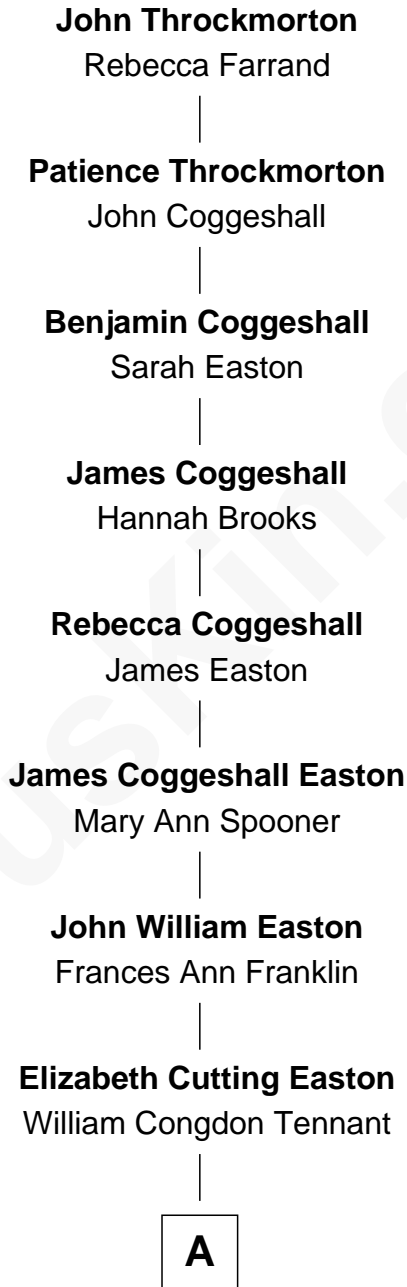 John Throckmorton
Rebecca Farrand
Patience Throckmorton
John Coggeshall
Benjamin Coggeshall
Sarah Easton
James Coggeshall
Hannah Brooks
Rebecca Coggeshall
James Easton
James Coggeshall Easton
Mary Ann Spooner
John William Easton
Frances Ann Franklin
Elizabeth Cutting Easton
William Congdon Tennant
A